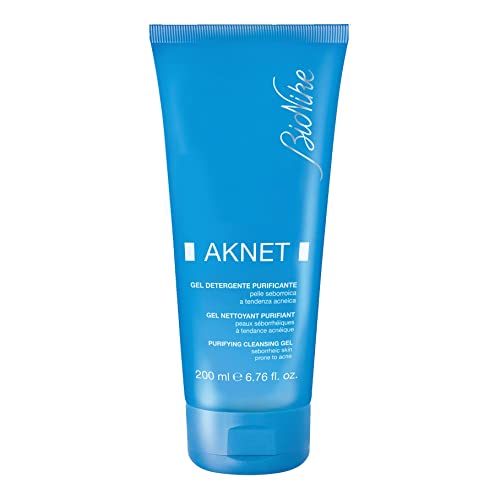 BioNike
AKNET
GEL DETERGENTE PURIFICANTE
pelle seborroica
a tendenza acneica
GEL NETTOYANT PURIFIANT
peaux séborrhéiques
à tendance acnéique
PURIFYING CLEANSING GEL
seborrheic skin
prone to acne
200 ml ℮ 6.76 fl. oz.